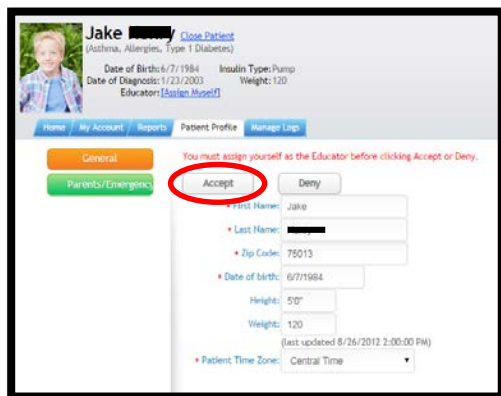 Jake
Close Patient
(Asthma, Allergies, Type 1 Diabetes)
Date of Birth: 6/7/1984 Insulin Type: Pump
Date of Diagnosis: 1/23/2003 Weight: 120
Educator: [Assign Myself]
Home My Account Reports Patient Profile Manage Logs
General
You must assign yourself as the Educator before clicking Accept or Deny.
Parents/Emergency
Accept Deny
* First Name: Jake
* Last Name:
* Zip Code: 75013
* Date of birth: 6/7/1984
Height: 5'0"
Weight: 120
(last updated 8/26/2012 2:00:00 PM)
* Patient Time Zone: Central Time